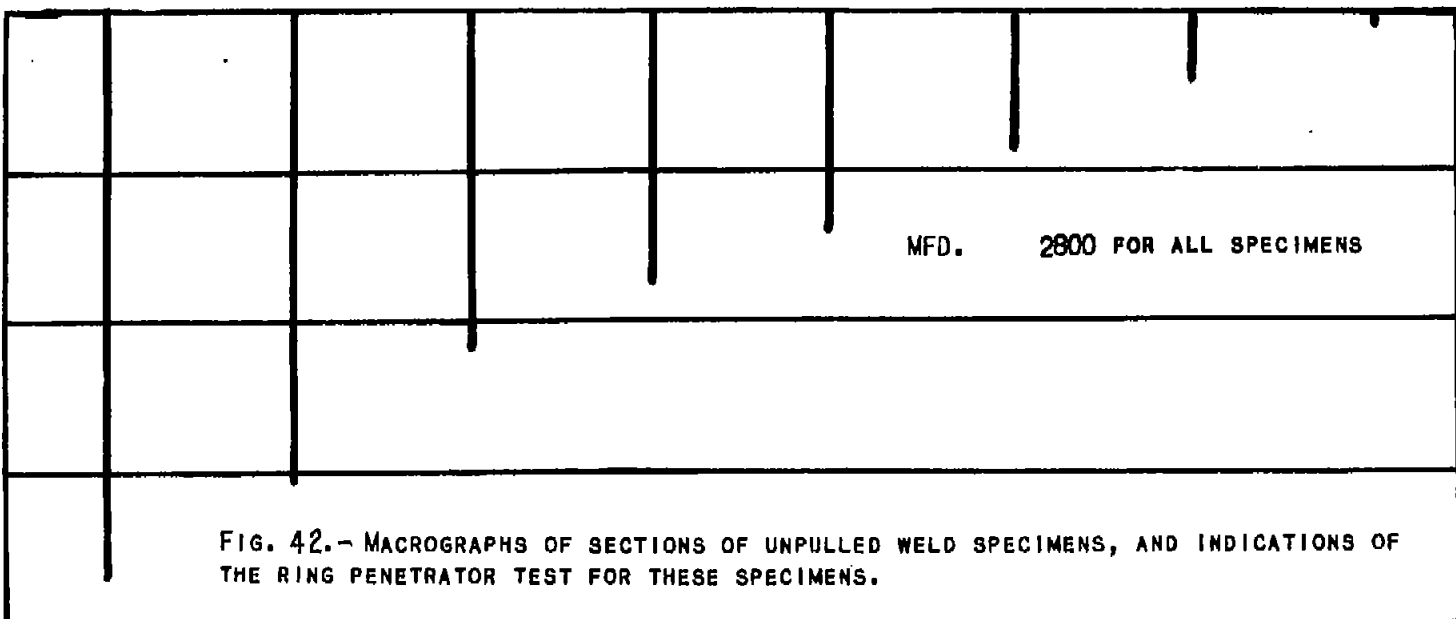 MFD. 2800 FOR ALL SPECIMENS
FIG. 42.- MACROGRAPHS OF SECTIONS OF UNPULLED WELD SPECIMENS, AND INDICATIONS OF
THE RING PENETRATOR TEST FOR THESE SPECIMENS.